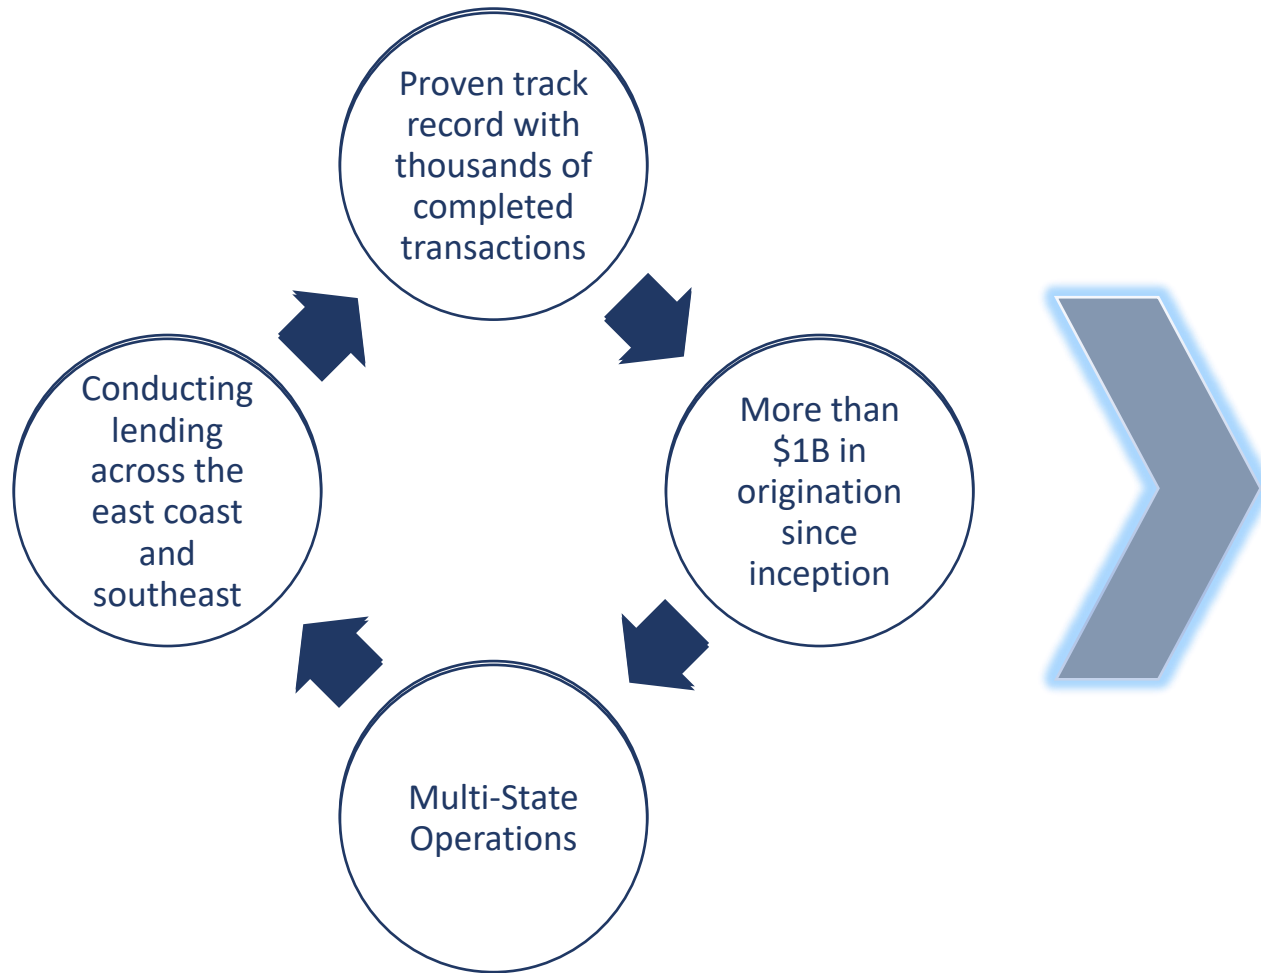 Proven track
record with
thousands of
completed
transactions
More than
$1B in
origination
since
inception
Multi-State
Operations
Conducting
lending
across the
east coast
and
southeast